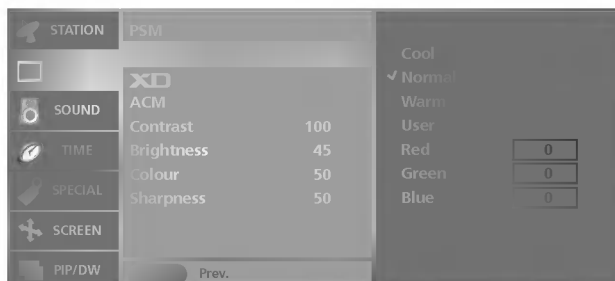 STATION
SOUND
TIME
SPECIAL
SCREEN
PIP/DW
PSM
XD
ACM
Contrast 100
Brightness 45
Colour 50
Sharpness 50
Prev.
Cool
Normal
Warm
User
Red 0
Green 0
Blue 0